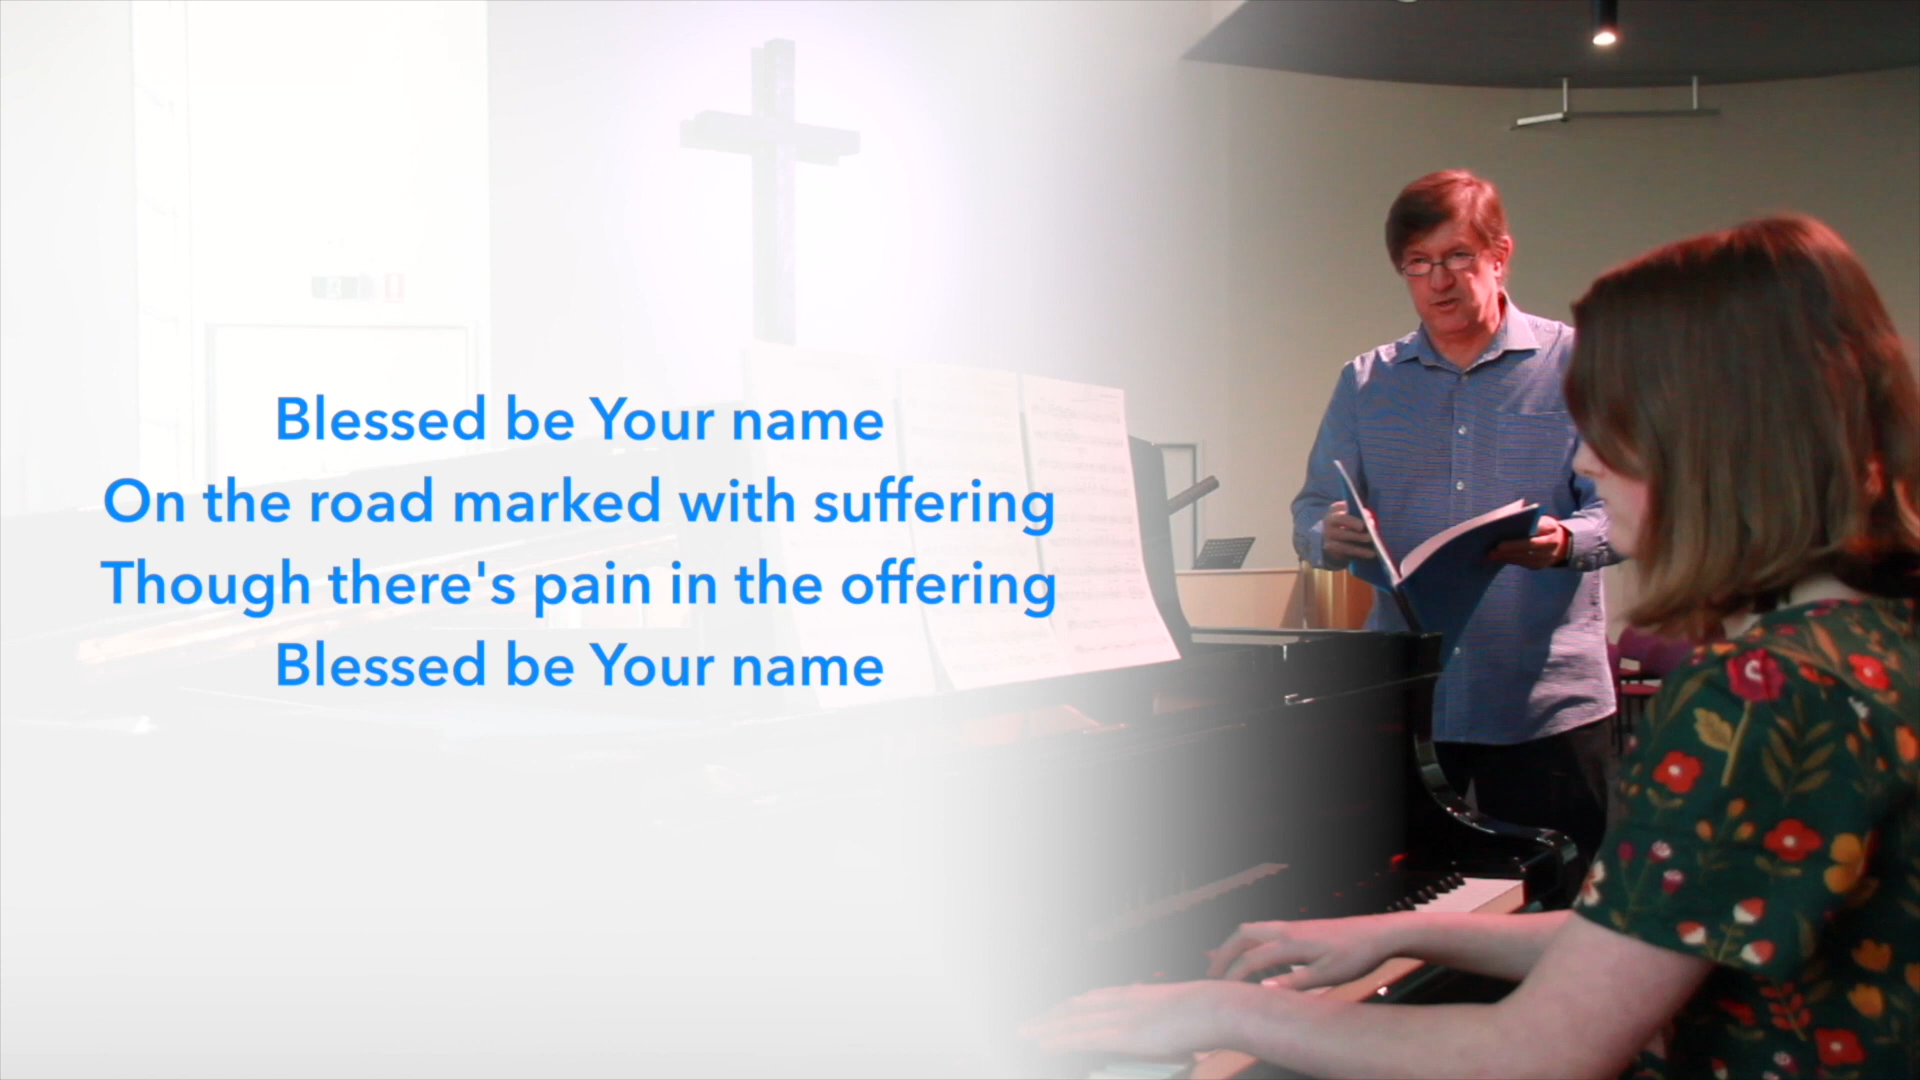 Blessed be Your name
On the road marked with suffering
Though there's pain in the offering
Blessed be Your name